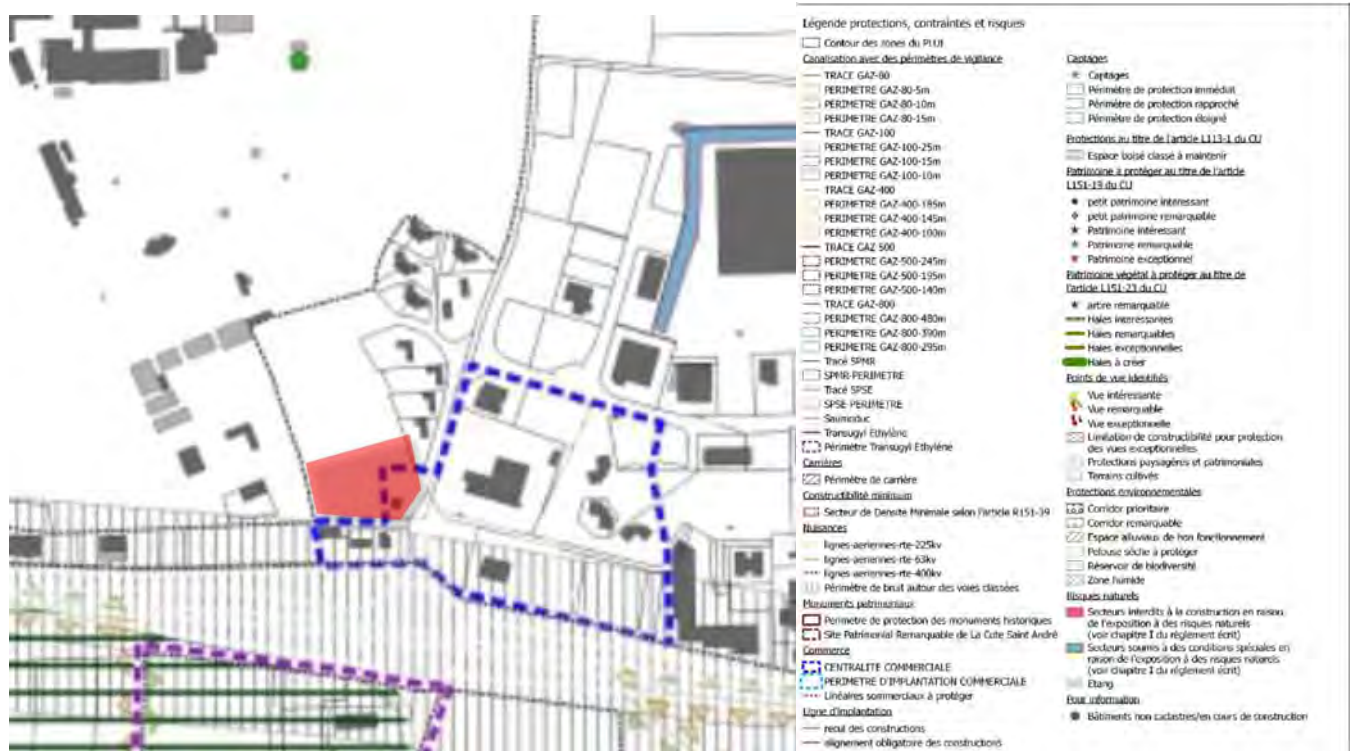 Légende protections, contraintes et risques
Contour des zones du PLUi
Canalisation avec des périmètres de vigilance
TRACE GAZ-80
PERIMETRE GAZ-80-5m
PERIMETRE GAZ-80-10m
PERIMETRE GAZ-80-15m
TRACE GAZ-100
PERIMETRE GAZ-100-25m
PERIMETRE GAZ-100-15m
PERIMETRE GAZ-100-10m
TRACE GAZ-400
PERIMETRE GAZ-400-185m
PERIMETRE GAZ-400-145m
PERIMETRE GAZ-400-100m
TRACE GAZ 500
PERIMETRE GAZ-500-245m
PERIMETRE GAZ-500-195m
PERIMETRE GAZ-500-140m
TRACE GAZ-800
PERIMETRE GAZ-800-480m
PERIMETRE GAZ-800-390m
PERIMETRE GAZ-800-295m
Tracé SPMR
SPMR-PERIMETRE
Tracé SPSE
SPSE-PERIMETRE
Saumoduc
Transugyl Ethylène
Périmètre Transugyl Ethylène
Carrières
Périmètre de carrière
Constructibilité minimum
Secteur de Densité Minimale selon l'article R151-39
Nuisances
lignes-aeriennes-rte-225kv
lignes-aeriennes-rte-63kv
lignes-aeriennes-rte-400kv
Périmètre de bruit autour des voies classées
Monuments patrimoniaux
Perimetre de protection des monuments historiques
Site Patrimonial Remarquable de La Cote Saint André
Commerce
CENTRALITE COMMERCIALE
PERIMETRE D'IMPLANTATION COMMERCIALE
Linéaires commerciaux à protéger
Ligne d'implantation
recul des constructions
alignement obligatoire des constructions
Captages
Captages
Périmètre de protection immédiat
Périmètre de protection rapproché
Périmètre de protection éloigné
Protections au titre de l'article L113-1 du CU
Espace boisé classé à maintenir
Patrimoine à protéger au titre de l'article
L151-19 du CU
petit patrimoine intéressant
petit patrimoine remarquable
Patrimoine intéressant
Patrimoine remarquable
Patrimoine exceptionnel
Patrimoine végétal à protéger au titre de
l'article L151-23 du CU
arbre remarquable
Haies interessantes
Haies remarquables
Haies exceptionnelles
Haies à créer
Points de vue identifiés
Vue intéressante
Vue remarquable
Vue exceptionnelle
Limitation de constructibilité pour protection
des vues exceptionnelles
Protections paysagères et patrimoniales
Terrains cultivés
Protections environnementales
Corridor prioritaire
Corridor remarquable
Espace alluviaux de bon fonctionnement
Pelouse sèche à protéger
Réservoir de biodiversité
Zone humide
Risques naturels
Secteurs interdits à la construction en raison
de l'exposition à des risques naturels
(voir chapitre I du règlement écrit)
Secteurs soumis à des conditions spéciales en
raison de l'exposition à des risques naturels
(voir chapitre I du règlement écrit)
Etang
Pour information
Bâtiments non cadastrés/en cours de construction